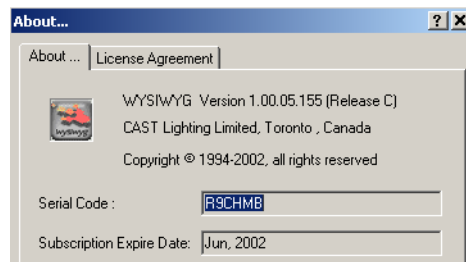 About...
About ... License Agreement
WYSIWYG Version 1.00.05.155 (Release C)
wysiwyg
CAST Lighting Limited, Toronto , Canada
Copyright © 1994-2002, all rights reserved
Serial Code : R9CHMB
Subscription Expire Date: Jun, 2002